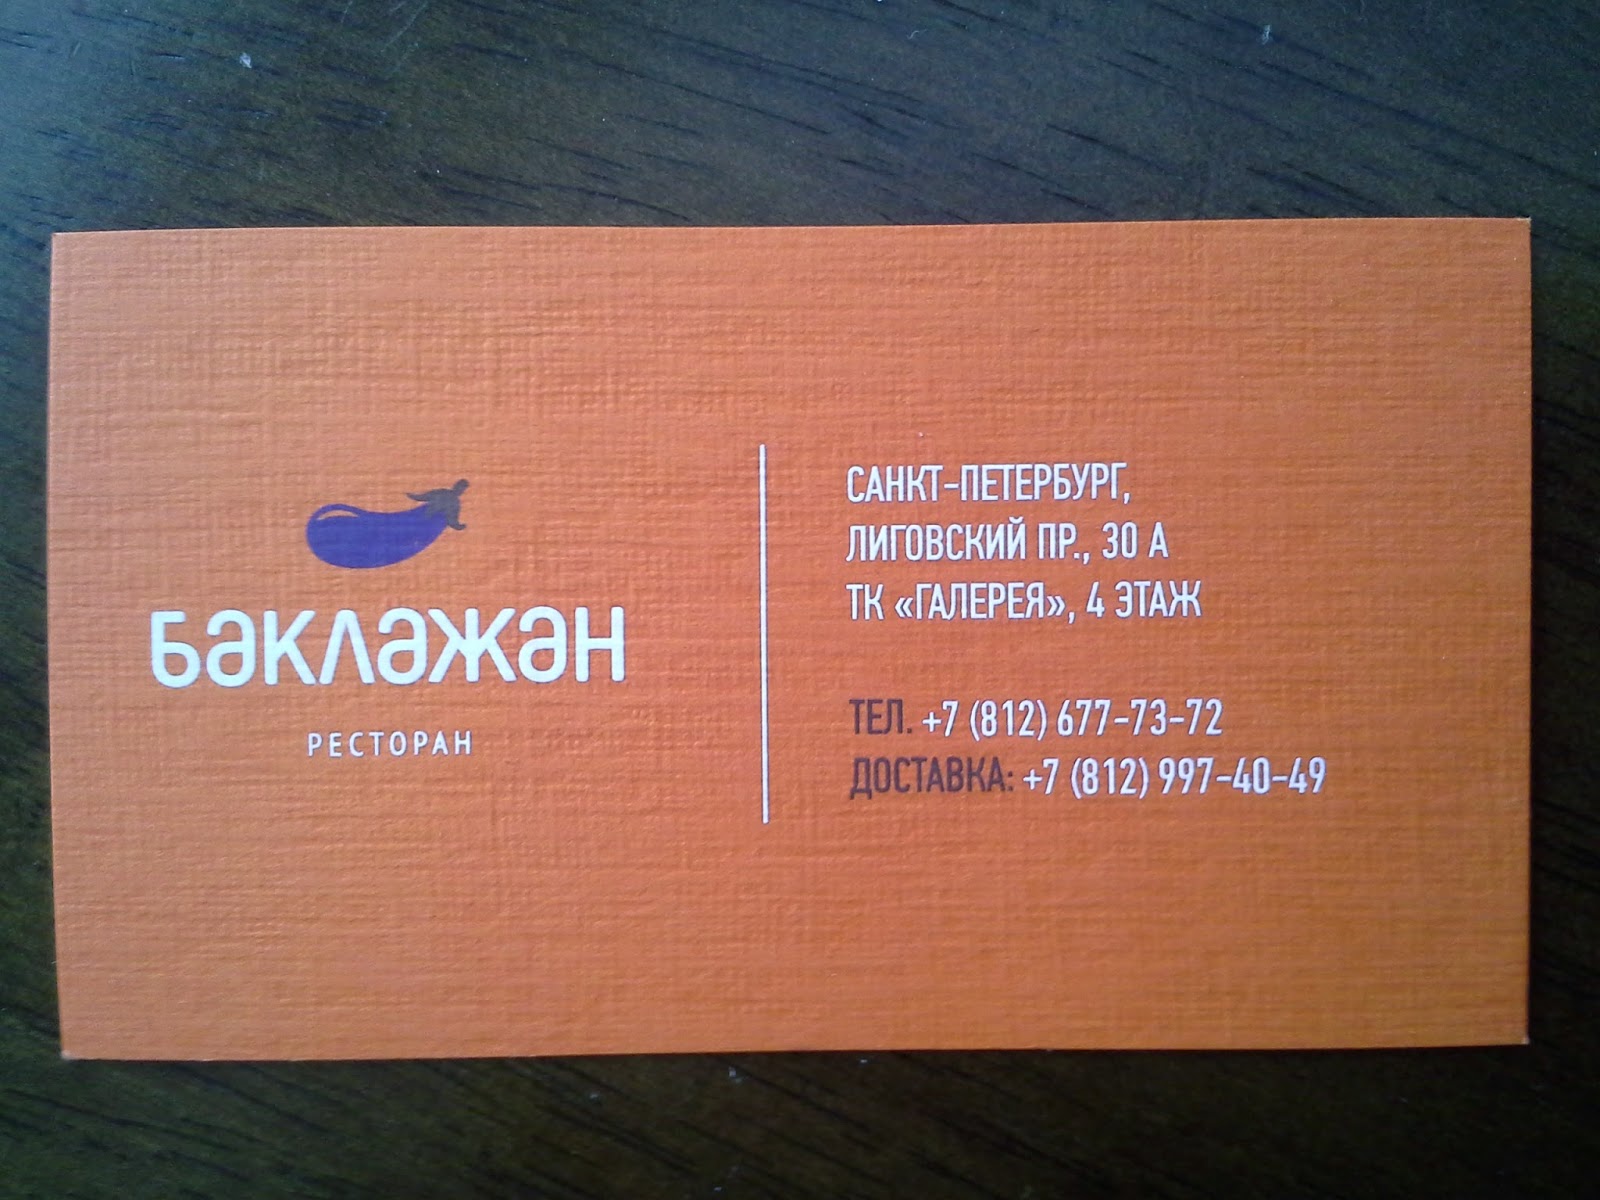 баклажан
РЕСТОРАН
САНКТ-ПЕТЕРБУРГ,
ЛИГОВСКИЙ ПР., 30 А
ТК «ГАЛЕРЕЯ», 4 ЭТАЖ
ТЕЛ. +7 (812) 677-73-72
ДОСТАВКА: +7 (812) 997-40-49